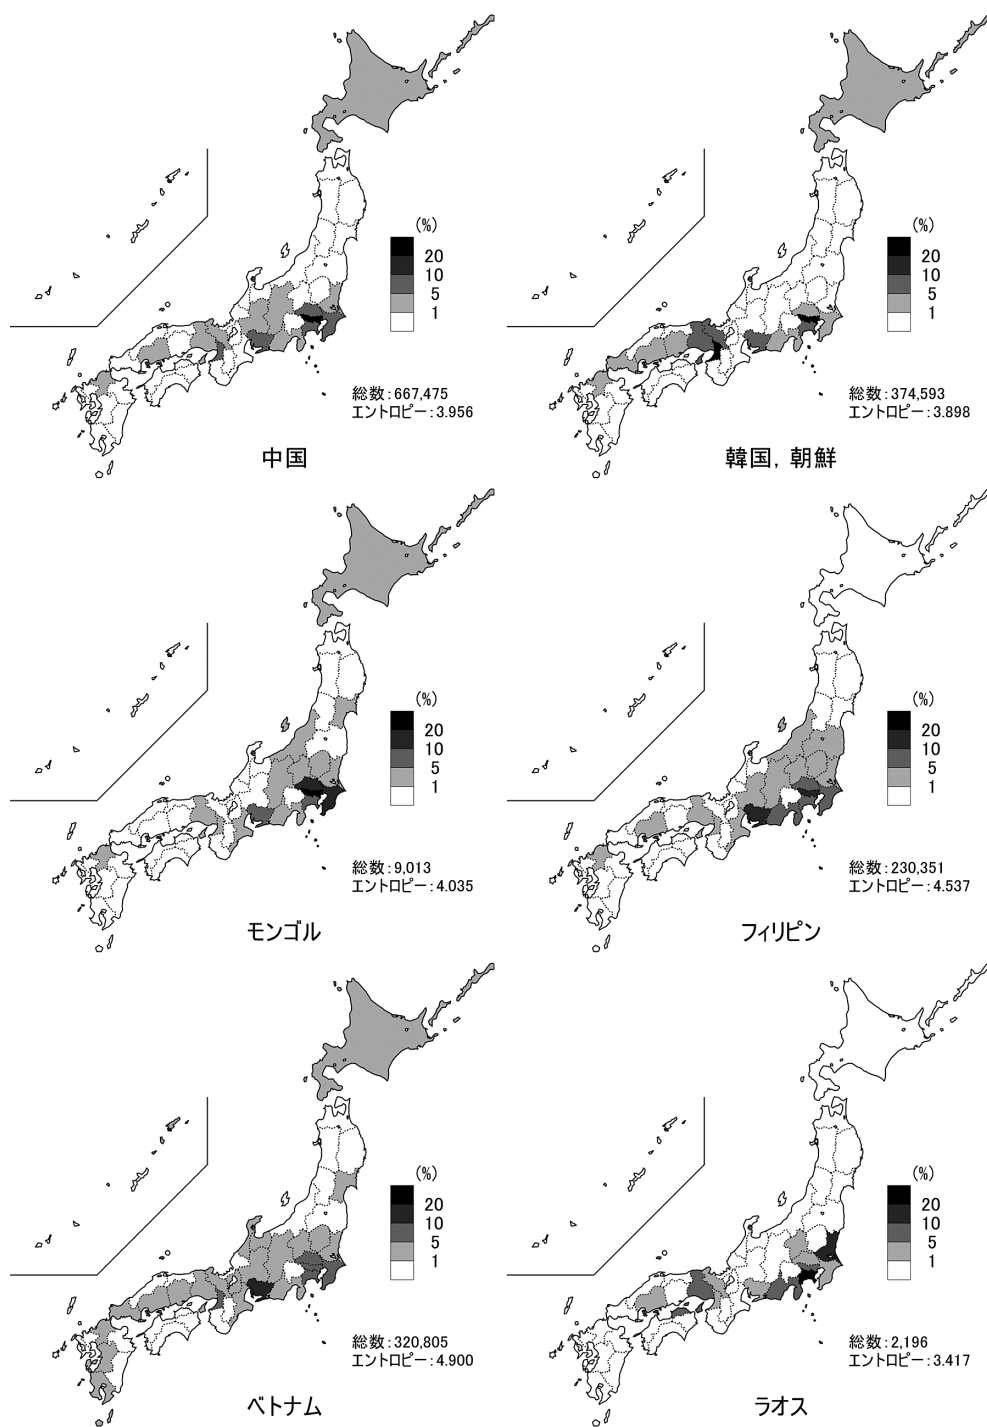 (%)
20
10
5
1
総数：667,475
エントロピー：3.956
中国
(%)
20
10
5
1
総数：374,593
エントロピー：3.898
韓国，朝鮮
(%)
20
10
5
1
総数：9,013
エントロピー：4.035
モンゴル
(%)
20
10
5
1
総数：230,351
エントロピー：4.537
フィリピン
(%)
20
10
5
1
総数：320,805
エントロピー：4.900
ベトナム
(%)
20
10
5
1
総数：2,196
エントロピー：3.417
ラオス